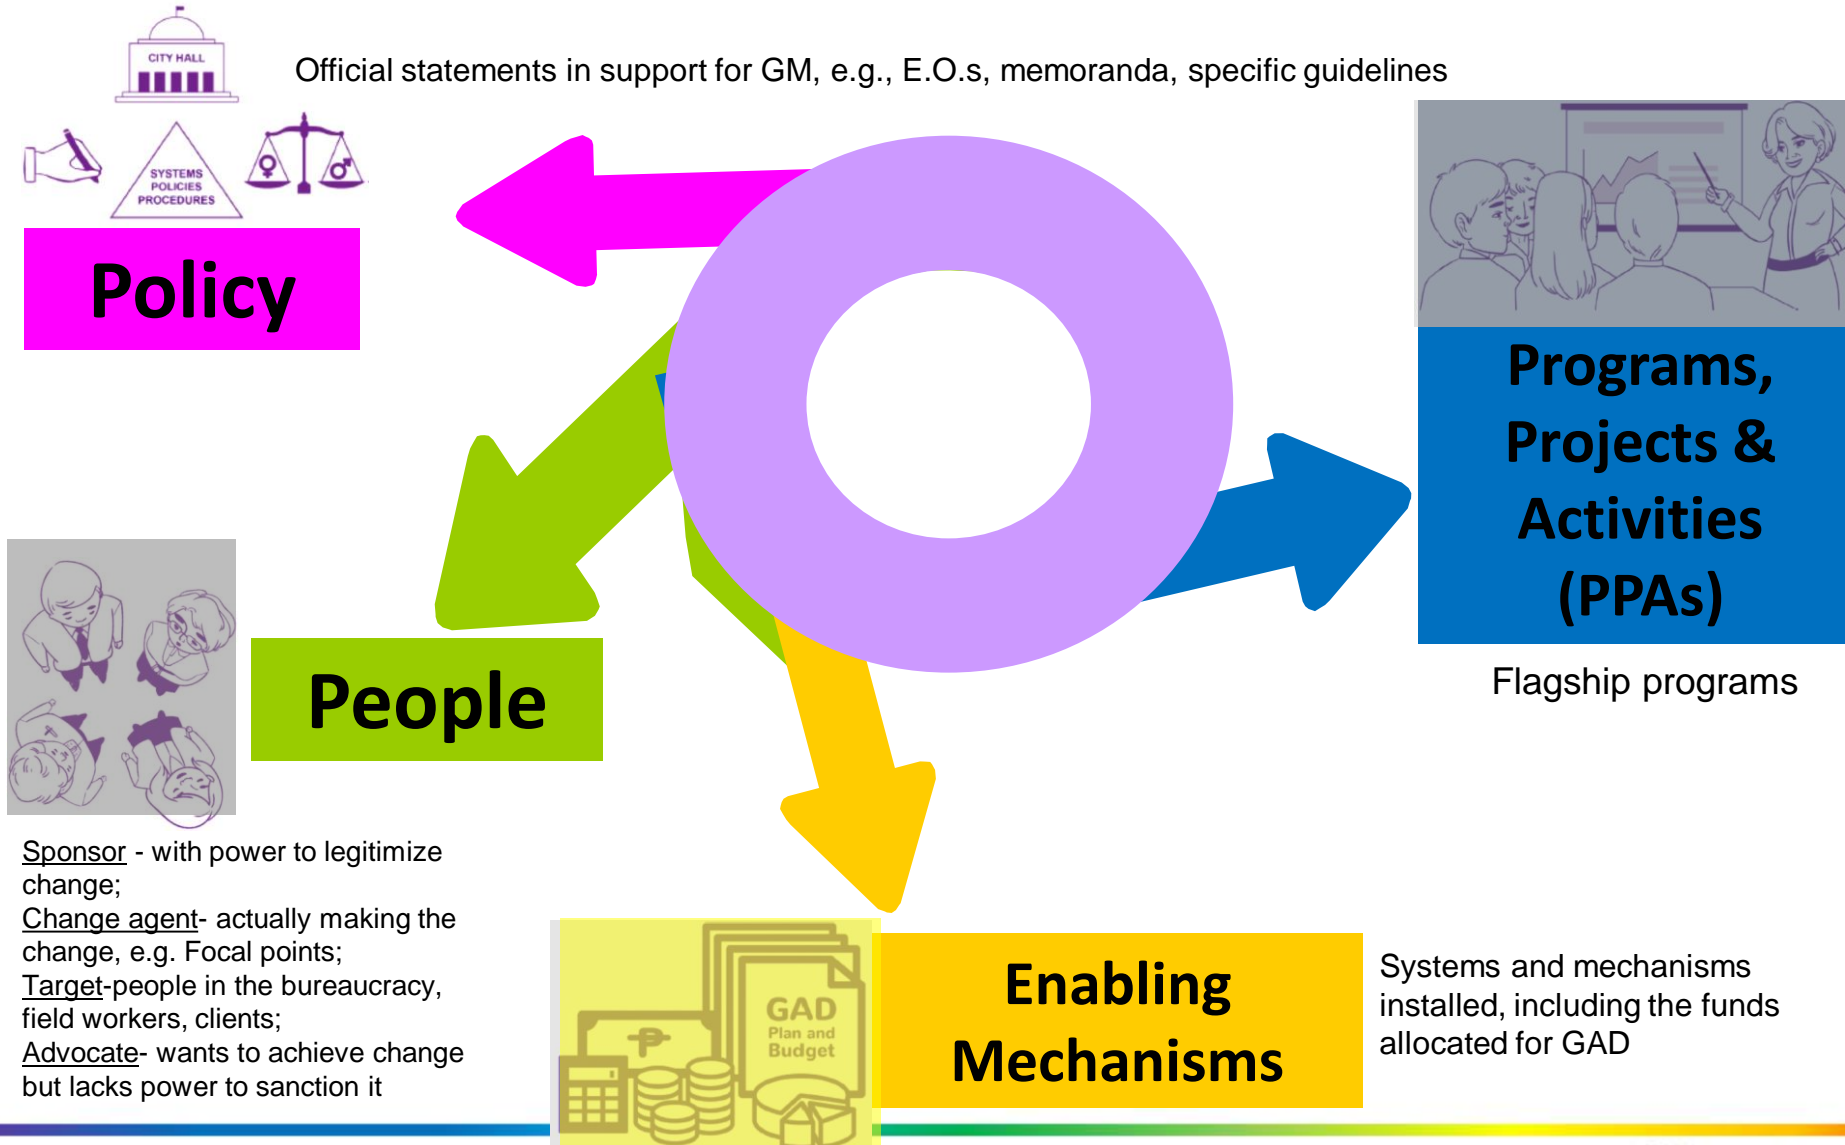 CITY HALL
Official statements in support for GM, e.g., E.O.s, memoranda, specific guidelines
SYSTEMS
POLICIES
PROCEDURES
Policy
Programs,
Projects &
Activities
(PPAs)
Flagship programs
People
Sponsor - with power to legitimize
change;
Change agent- actually making the
change, e.g. Focal points;
Target-people in the bureaucracy,
field workers, clients;
Advocate- wants to achieve change
but lacks power to sanction it
GAD
Plan and
Budget
₱
Enabling
Mechanisms
Systems and mechanisms
installed, including the funds
allocated for GAD